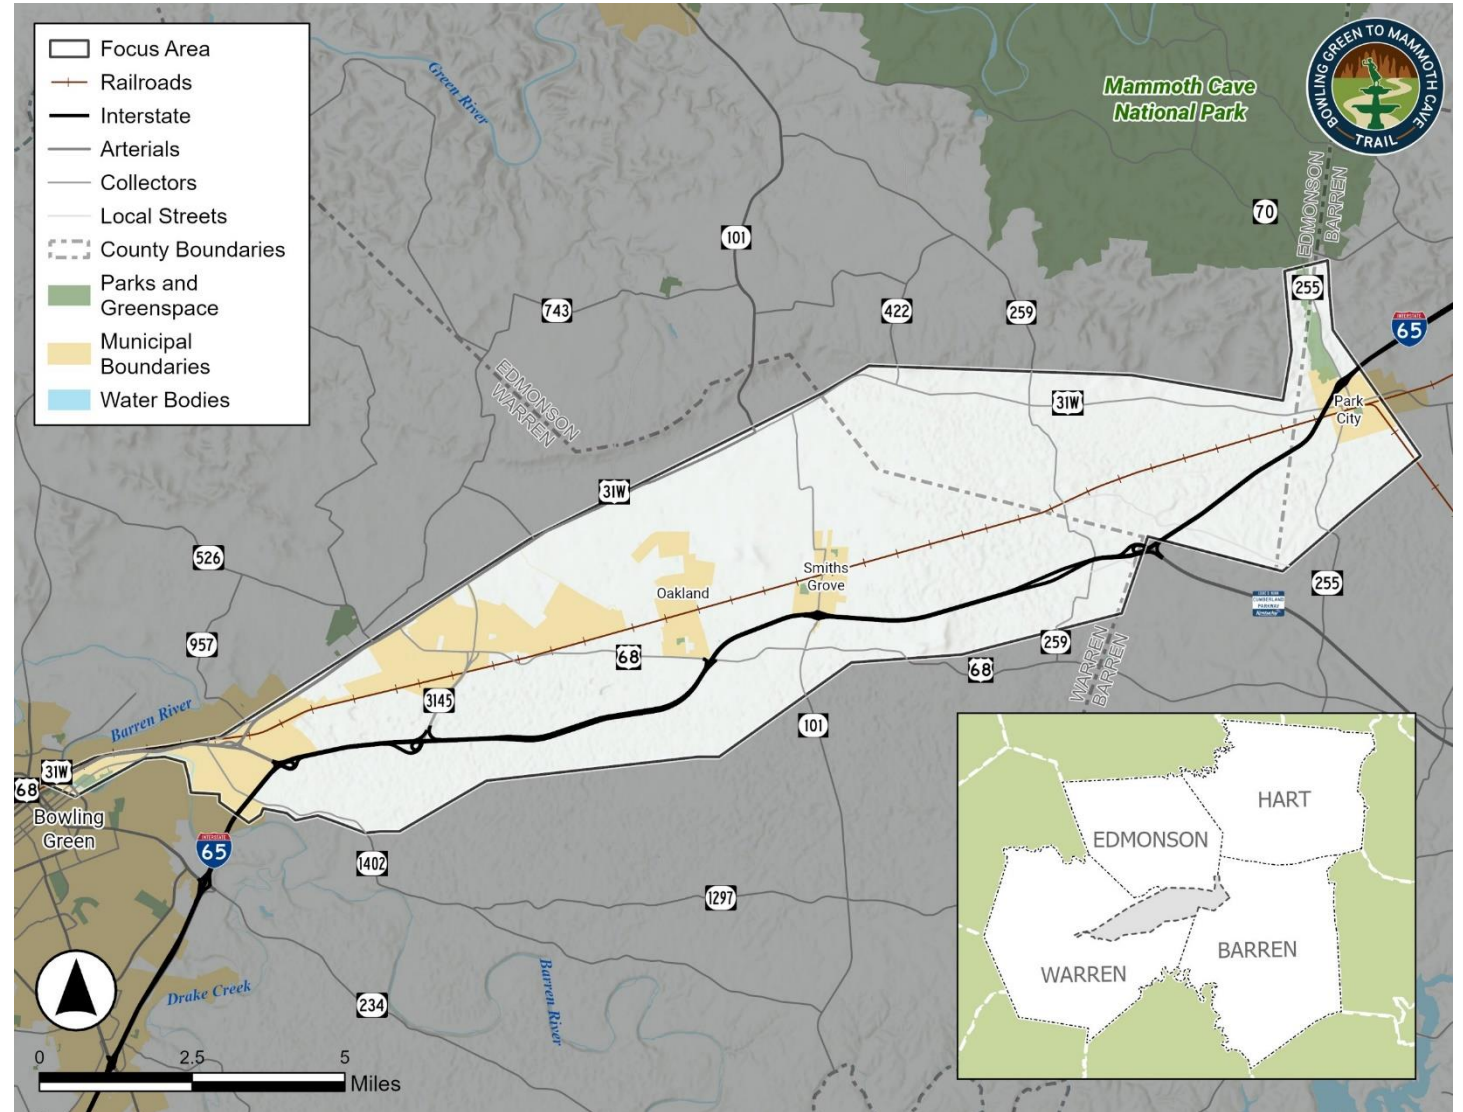 Focus Area
Railroads
Interstate
Arterials
Collectors
Local Streets
County Boundaries
Parks and
Greenspace
Municipal
Boundaries
Water Bodies
Green River
Mammoth Cave
National Park
BOWLING GREEN TO MAMMOTH CAVE
TRAIL
EDMONSON
BARREN
70
101
255
743
422
259
INTERSTATE
65
EDMONSON
WARREN
31W
Park
City
31W
526
Smiths
Grove
Oakland
255
CUMBERLAND
PARKWAY
957
68
259
68
WARREN
BARREN
3145
Barren River
101
31W
68
Bowling
Green
INTERSTATE
65
1402
1297
234
Drake Creek
Barren River
HART
EDMONSON
BARREN
WARREN
0 2.5 5
Miles